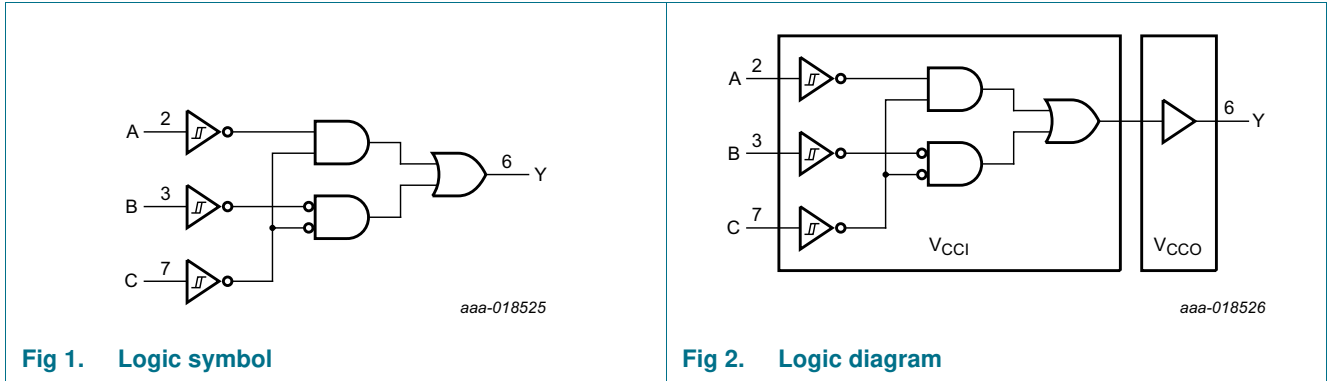 A 2
B 3
C 7
6 Y
aaa-018525
Fig 1. Logic symbol
A 2
B 3
C 7
6 Y
VCCI
VCCO
aaa-018526
Fig 2. Logic diagram